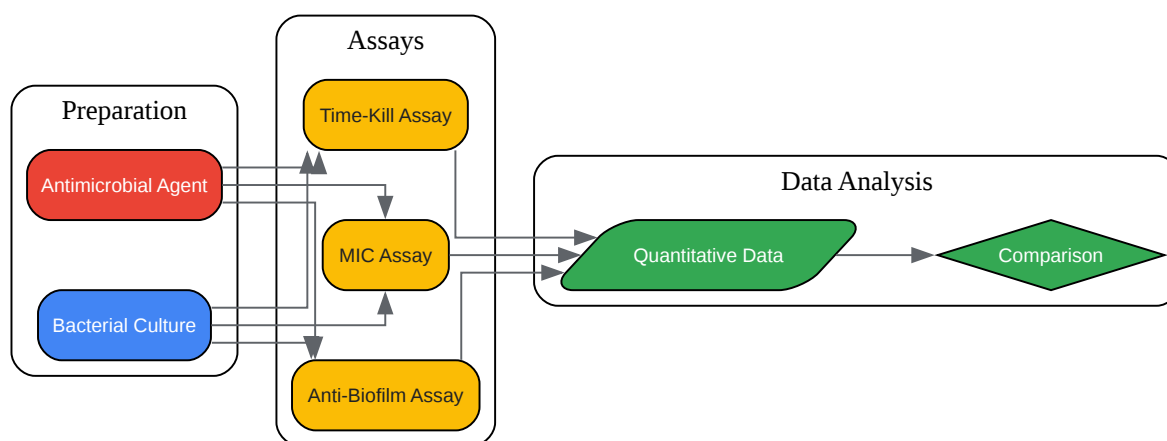 Preparation
Antimicrobial Agent
Bacterial Culture
Assays
Time-Kill Assay
MIC Assay
Anti-Biofilm Assay
Data Analysis
Quantitative Data
Comparison